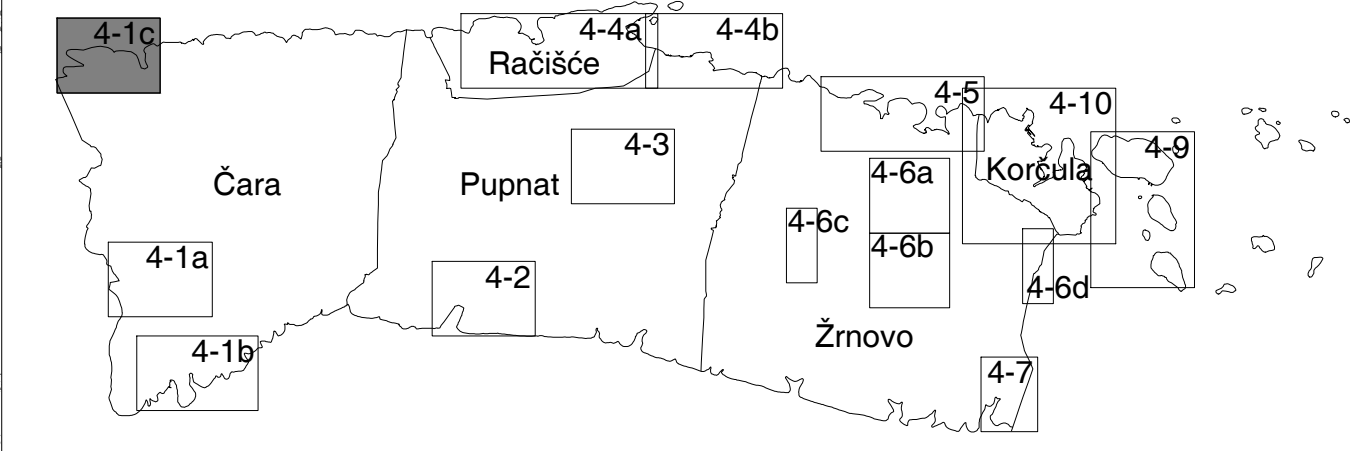 4-1c
4-4a
4-4b
Račišće
4-5
4-10
4-3
4-9
Čara
Pupnat
4-6a
Korčula
4-6c
4-6b
4-1a
4-2
4-6d
Žrnovo
4-1b
4-7